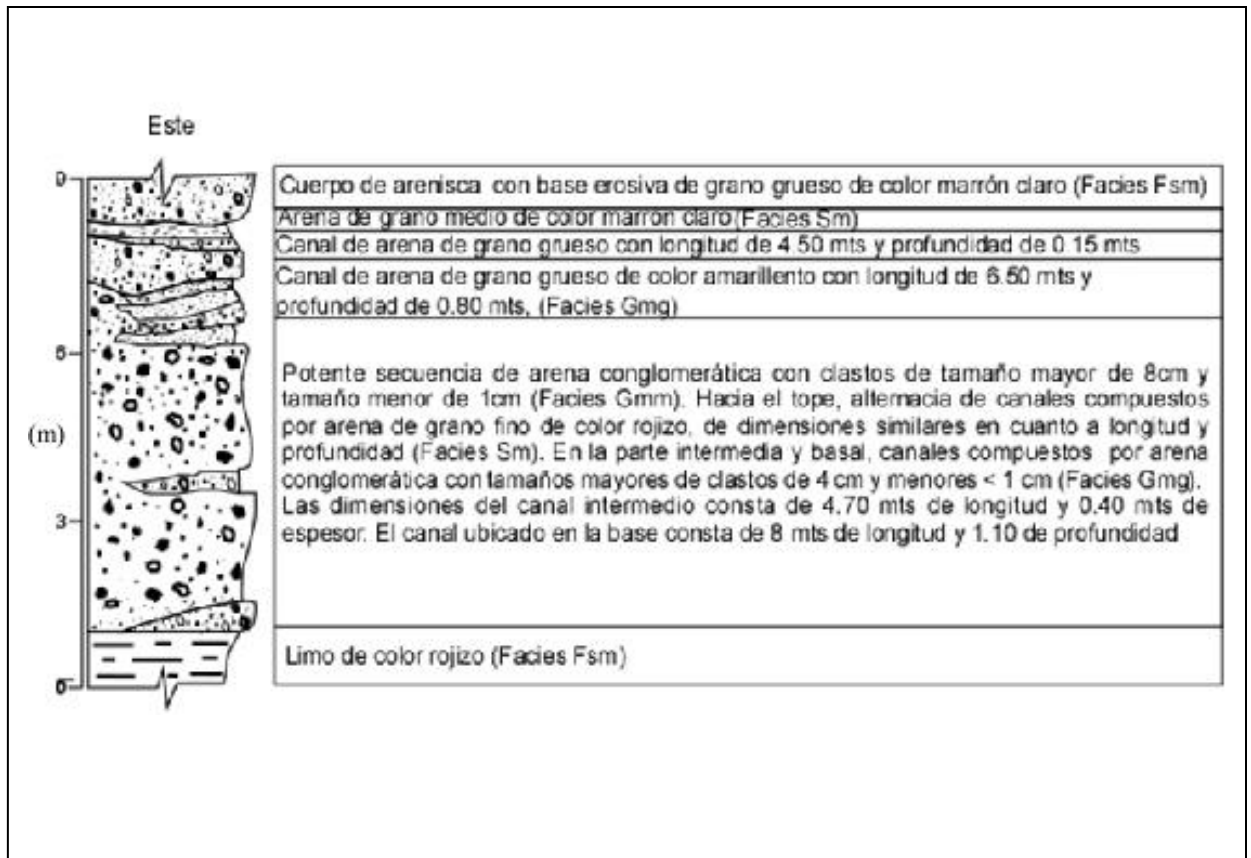 Este
Cuerpo de arenisca con base erosiva de grano grueso de color marrón claro (Facies Fsm)
Arena de grano medio de color marrón claro (Facies Sm)
Canal de arena de grano grueso con longitud de 4.50 mts y profundidad de 0.15 mts
Canal de arena de grano grueso de color amarillento con longitud de 6.50 mts y
profundidad de 0.80 mts, (Facies Gmg)
Potente secuencia de arena conglomerática con clastos de tamaño mayor de 8cm y
tamaño menor de 1cm (Facies Gmm). Hacia el tope, alternacia de canales compuestos
por arena de grano fino de color rojizo, de dimensiones similares en cuanto a longitud y
profundidad (Facies Sm). En la parte intermedia y basal, canales compuestos por arena
conglomerática con tamaños mayores de clastos de 4 cm y menores < 1 cm (Facies Gmg).
Las dimensiones del canal intermedio consta de 4.70 mts de longitud y 0.40 mts de
espesor. El canal ubicado en la base consta de 8 mts de longitud y 1.10 de profundidad
Limo de color rojizo (Facies Fsm)
(m)
3